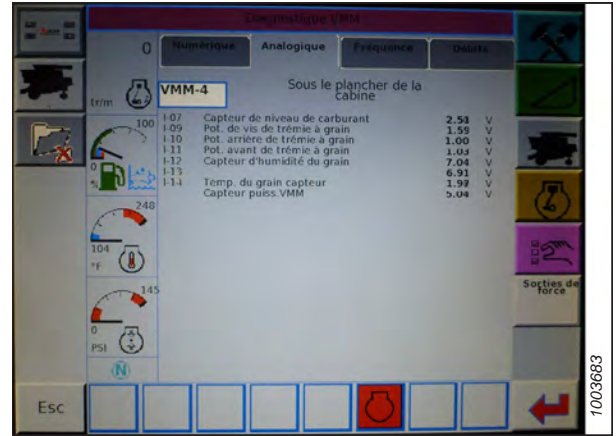 Diagnostique VMM
Numérique Analogique Fréquence Débits
0
tr/m
VMM-4
Sous le plancher de la
cabine
I-07 Capteur de niveau de carburant 2.51 V
I-09 Pot. de vis de trémie à grain 1.59 V
I-10 Pot. arrière de trémie à grain 1.00 V
I-11 Pot. avant de trémie à grain 1.03 V
I-12 Capteur d'humidité du grain 7.04 V
I-13 6.91 V
I-14 Temp. du grain capteur 1.97 V
Capteur puiss.VMM 5.04 V
100
0
%
248
104
°F
145
0
PSI
N
Sorties de
force
Esc
1003683